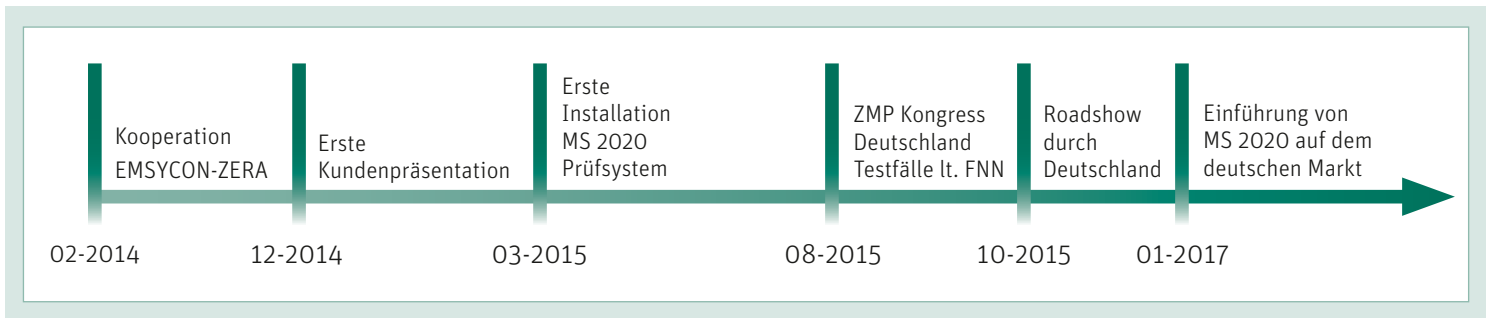 Kooperation
EMSYCON-ZERA
Erste
Kundenpräsentation
Erste
Installation
MS 2020
Prüfsystem
ZMP Kongress
Deutschland
Testfälle lt. FNN
Roadshow
durch
Deutschland
Einführung von
MS 2020 auf dem
deutschen Markt
02-2014
12-2014
03-2015
08-2015
10-2015
01-2017